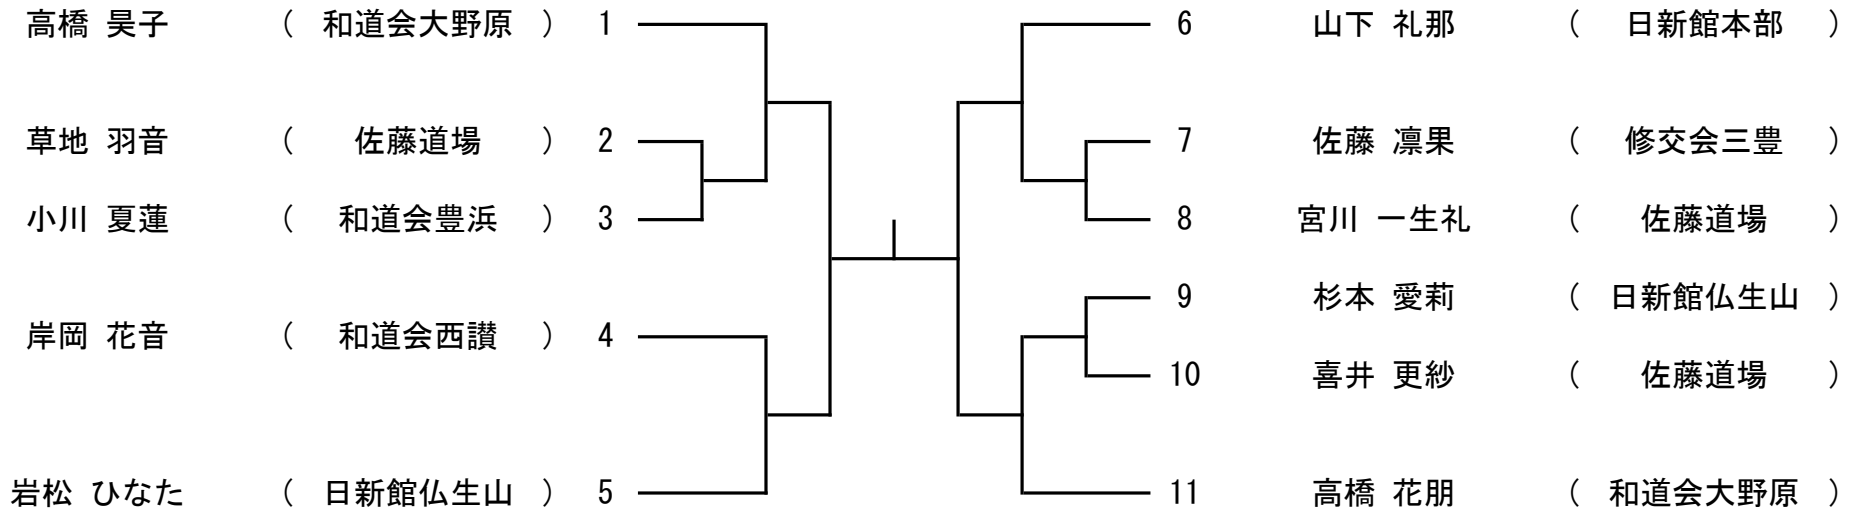 高橋 昊子 ( 和道会大野原 ) 1
草地 羽音 ( 佐藤道場 ) 2
小川 夏蓮 ( 和道会豊浜 ) 3
岸岡 花音 ( 和道会西讃 ) 4
岩松 ひなた ( 日新館仏生山 ) 5
6 山下 礼那 ( 日新館本部 )
7 佐藤 凛果 ( 修交会三豊 )
8 宮川 一生礼 ( 佐藤道場 )
9 杉本 愛莉 ( 日新館仏生山 )
10 喜井 更紗 ( 佐藤道場 )
11 高橋 花朋 ( 和道会大野原 )